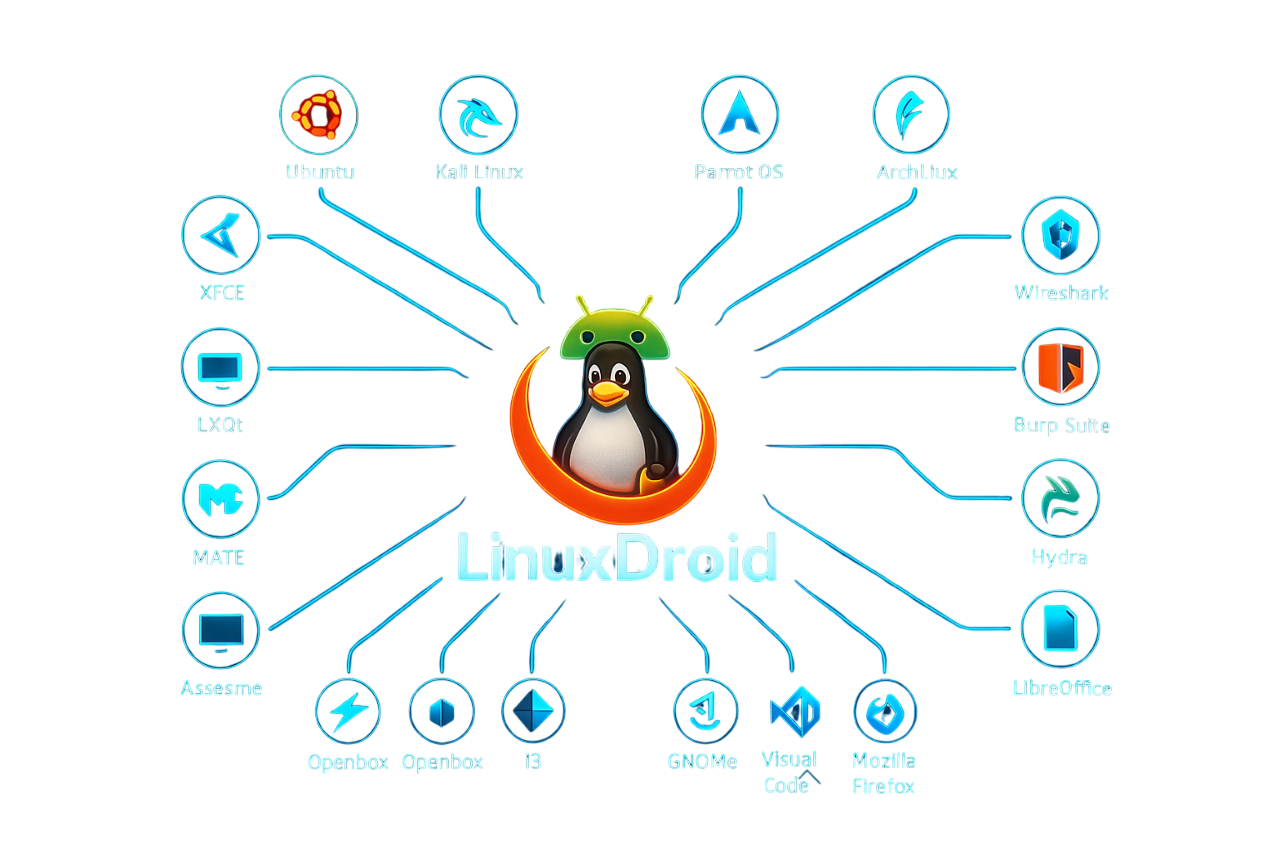 Ubuntu
Kali Linux
Parrot OS
ArchLiux
XFCE
Wireshark
LXQt
Burp Suite
MATE
Hydra
LinuxDroid
Assesme
LibreOffice
Openbox
Openbox
i3
GNOMe
Visual
Code
Mozilla
Firefox